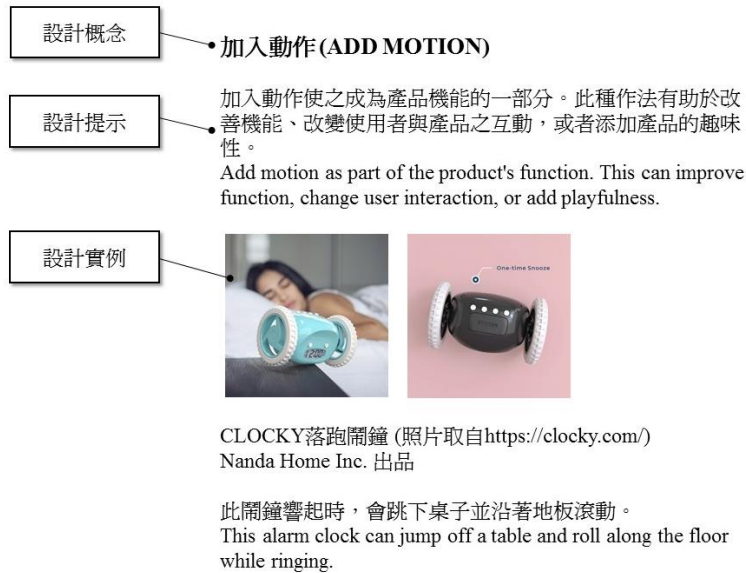 設計概念
加入動作(ADD MOTION)
設計提示
加入動作使之成為產品機能的一部分。此種作法有助於改
善機能、改變使用者與產品之互動，或者添加產品的趣味
性。
Add motion as part of the product's function. This can improve
function, change user interaction, or add playfulness.
設計實例
One-time Snooze
12:00
CLOCKY落跑鬧鐘 (照片取自https://clocky.com/)
Nanda Home Inc. 出品
此鬧鐘響起時，會跳下桌子並沿著地板滾動。
This alarm clock can jump off a table and roll along the floor
while ringing.